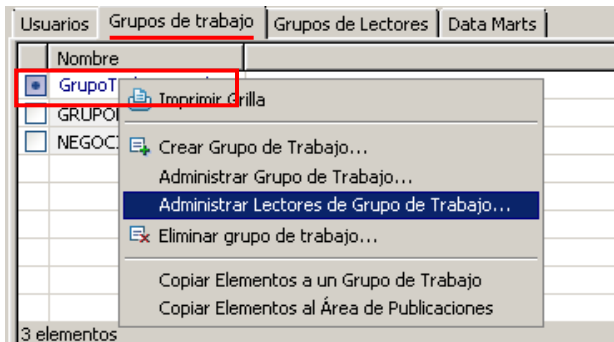 Usuarios Grupos de trabajo Grupos de Lectores Data Marts
Nombre
Imprimir Grilla
Crear Grupo de Trabajo...
Administrar Grupo de Trabajo...
Administrar Lectores de Grupo de Trabajo...
Eliminar grupo de trabajo...
Copiar Elementos a un Grupo de Trabajo
Copiar Elementos al Área de Publicaciones
3 elementos